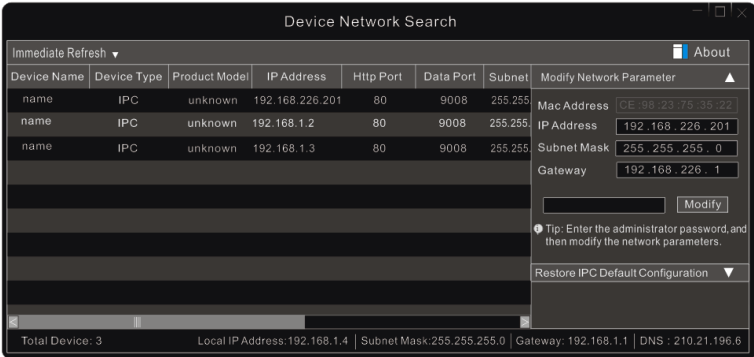 Device Network Search
Immediate Refresh ▼
About
Device Name Device Type Product Model IP Address Http Port Data Port Subnet
name IPC unknown 192.168.226.201 80 9008 255.255.
name IPC unknown 192.168.1.2 80 9008 255.255.
name IPC unknown 192.168.1.3 80 9008 255.255.
Modify Network Parameter ▲
Mac Address CE:98:23:75:35:22
IP Address 192.168.226.201
Subnet Mask 255.255.255.0
Gateway 192.168.226.1
Modify
Tip: Enter the administrator password, and
then modify the network parameters.
Restore IPC Default Configuration ▼
Total Device: 3 Local IP Address:192.168.1.4 Subnet Mask:255.255.255.0 Gateway: 192.168.1.1 DNS : 210.21.196.6